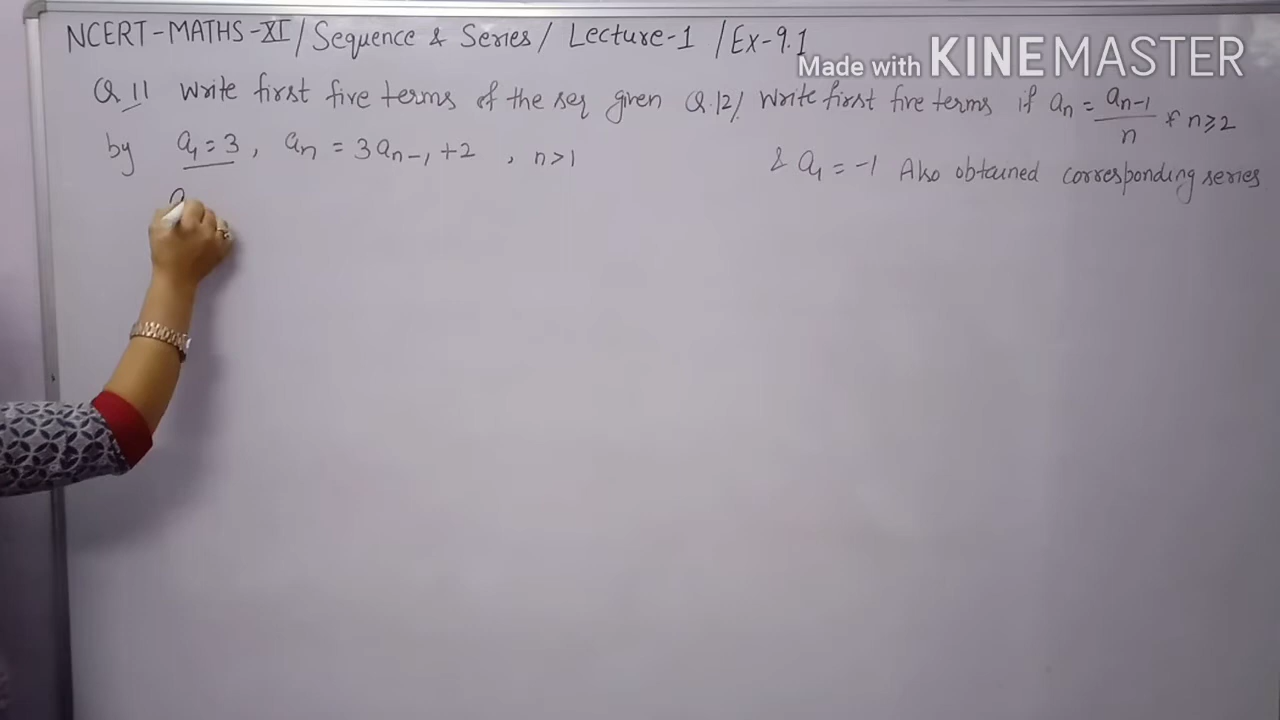 NCERT-MATHS-XI / Sequence & Series / Lecture-1 / Ex-9.1
Made with KINEMASTER
Q 11 Write first five terms of the seq given
by a₁ = 3, aₙ = 3aₙ₋₁ + 2, n > 1
a
Q.12/. Write first five terms if aₙ = aₙ₋₁/n n ≥ 2
& a₁ = -1 Also obtained corresponding series